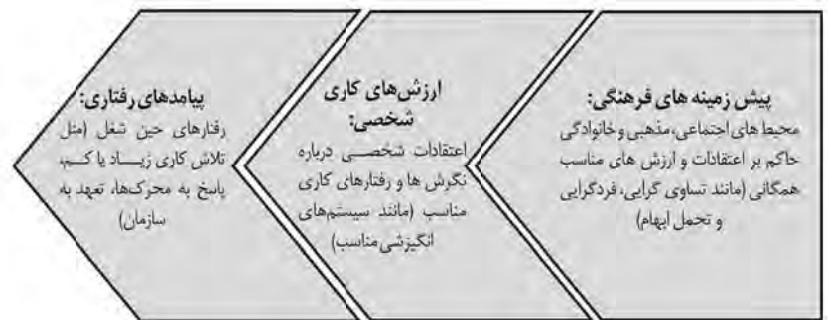 پیش زمینه های فرهنگی:
محیط های اجتماعی، مذهبی و خانوادگی
حاکم بر اعتقادات و ارزش های مناسب
همگانی (مانند تساوی گرایی، فردگرایی
و تحمل ابهام)
ارزش‌های کاری
شخصی:
اعتقادات شخصی درباره
نگرش ها و رفتارهای کاری
مناسب (مانند سیستم‌های
انگیزشی مناسب)
پیامدهای رفتاری:
رفتارهای حین شغل (مثل
تلاش کاری زیاد یا کم،
پاسخ به محرک‌ها، تعهد به
سازمان)